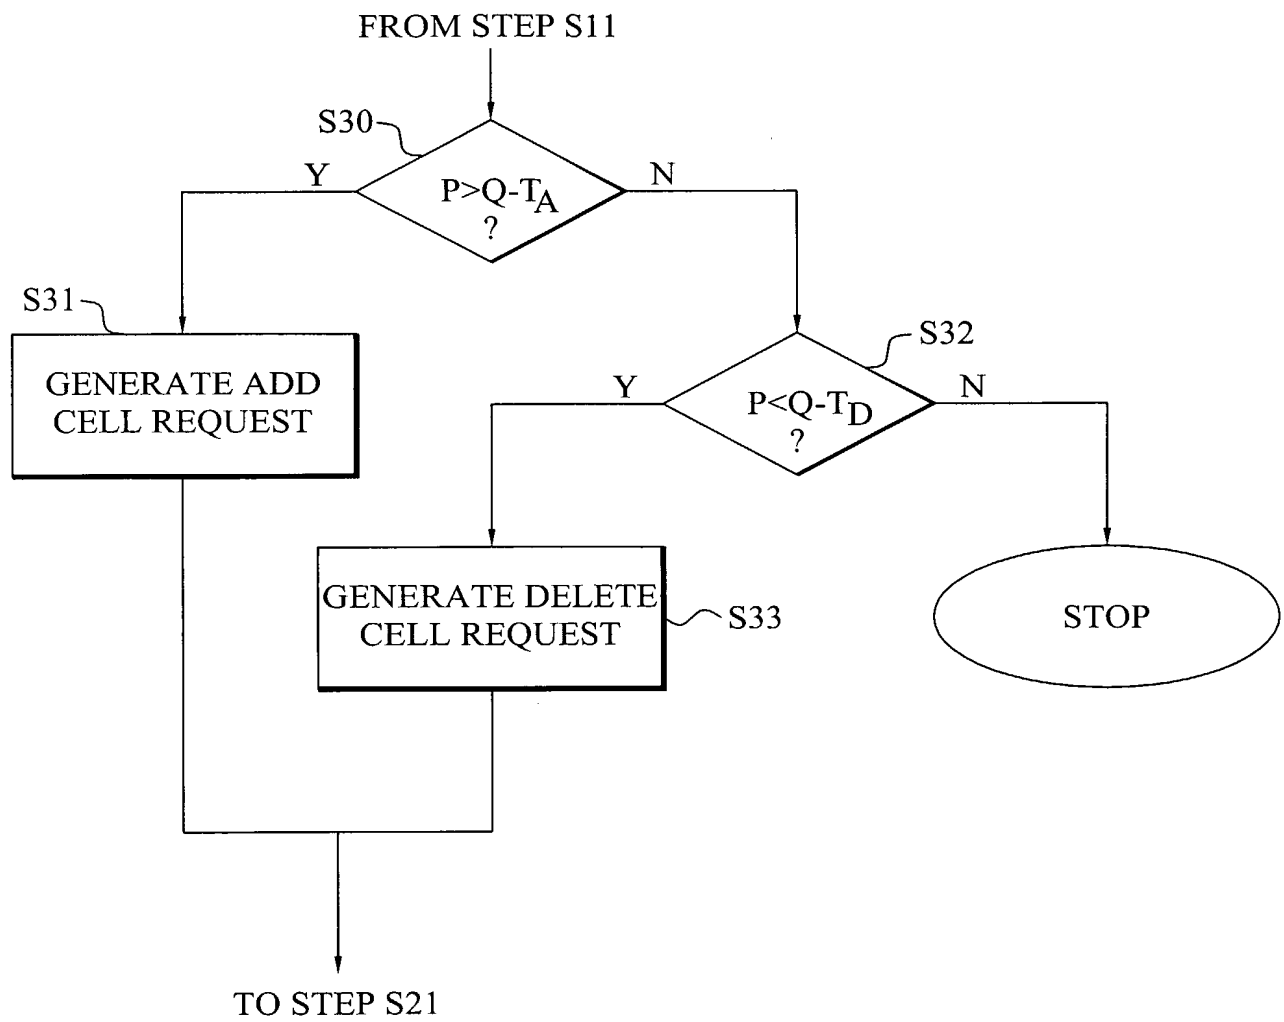 FROM STEP S11
S30
Y
N
P>Q-TA
?
S31
GENERATE ADD
CELL REQUEST
S32
Y
N
P<Q-TD
?
GENERATE DELETE
CELL REQUEST
S33
STOP
TO STEP S21